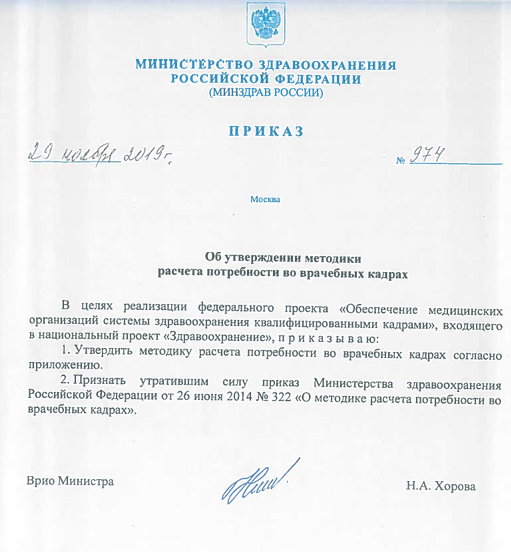 МИНИСТЕРСТВО ЗДРАВООХРАНЕНИЯ
РОССИЙСКОЙ ФЕДЕРАЦИИ
(МИНЗДРАВ РОССИИ)
ПРИКАЗ
29 ноября 2019г.
№ 974
Москва
Об утверждении методики
расчета потребности во врачебных кадрах
В целях реализации федерального проекта «Обеспечение медицинских
организаций системы здравоохранения квалифицированными кадрами», входящего
в национальный проект «Здравоохранение», п р и к а з ы в а ю:
1. Утвердить методику расчета потребности во врачебных кадрах согласно
приложению.
2. Признать утратившим силу приказ Министерства здравоохранения
Российской Федерации от 26 июня 2014 № 322 «О методике расчета потребности во
врачебных кадрах».
Врио Министра
Н.А. Хорова